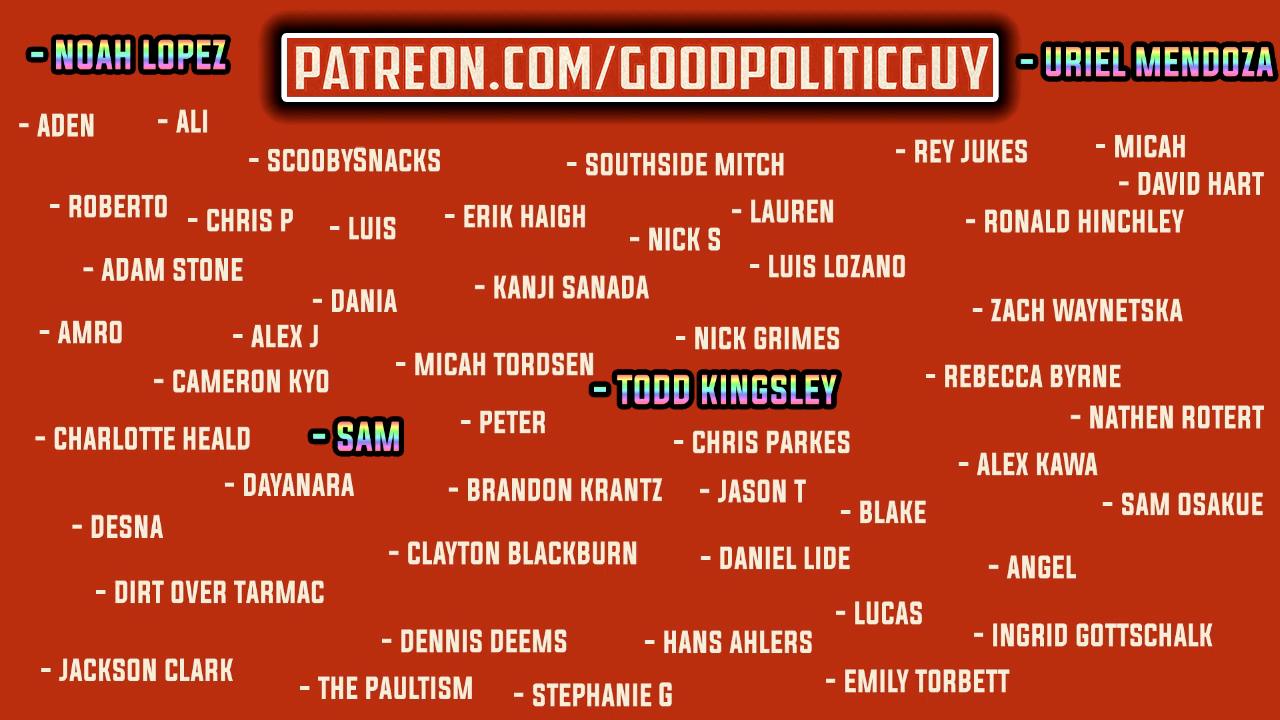 - NOAH LOPEZ
PATREON.COM/GOODPOLITICGUY
- URIEL MENDOZA
- ADEN
- ALI
- SCOOBYSNACKS
- SOUTHSIDE MITCH
- REY JUKES
- MICAH
- DAVID HART
- ROBERTO
- CHRIS P
- LUIS
- ERIK HAIGH
- NICK S
- LAUREN
- RONALD HINCHLEY
- ADAM STONE
- DANIA
- KANJI SANADA
- LUIS LOZANO
- ZACH WAYNETSKA
- AMRO
- ALEX J
- NICK GRIMES
- CAMERON KYO
- MICAH TORDSEN
- TODD KINGSLEY
- REBECCA BYRNE
- NATHEN ROTERT
- CHARLOTTE HEALD
- SAM
- PETER
- CHRIS PARKES
- ALEX KAWA
- DAYANARA
- BRANDON KRANTZ
- JASON T
- BLAKE
- SAM OSAKUE
- DESNA
- CLAYTON BLACKBURN
- DANIEL LIDE
- ANGEL
- DIRT OVER TARMAC
- LUCAS
- DENNIS DEEMS
- HANS AHLERS
- INGRID GOTTSCHALK
- JACKSON CLARK
- THE PAULTISM
- STEPHANIE G
- EMILY TORBETT